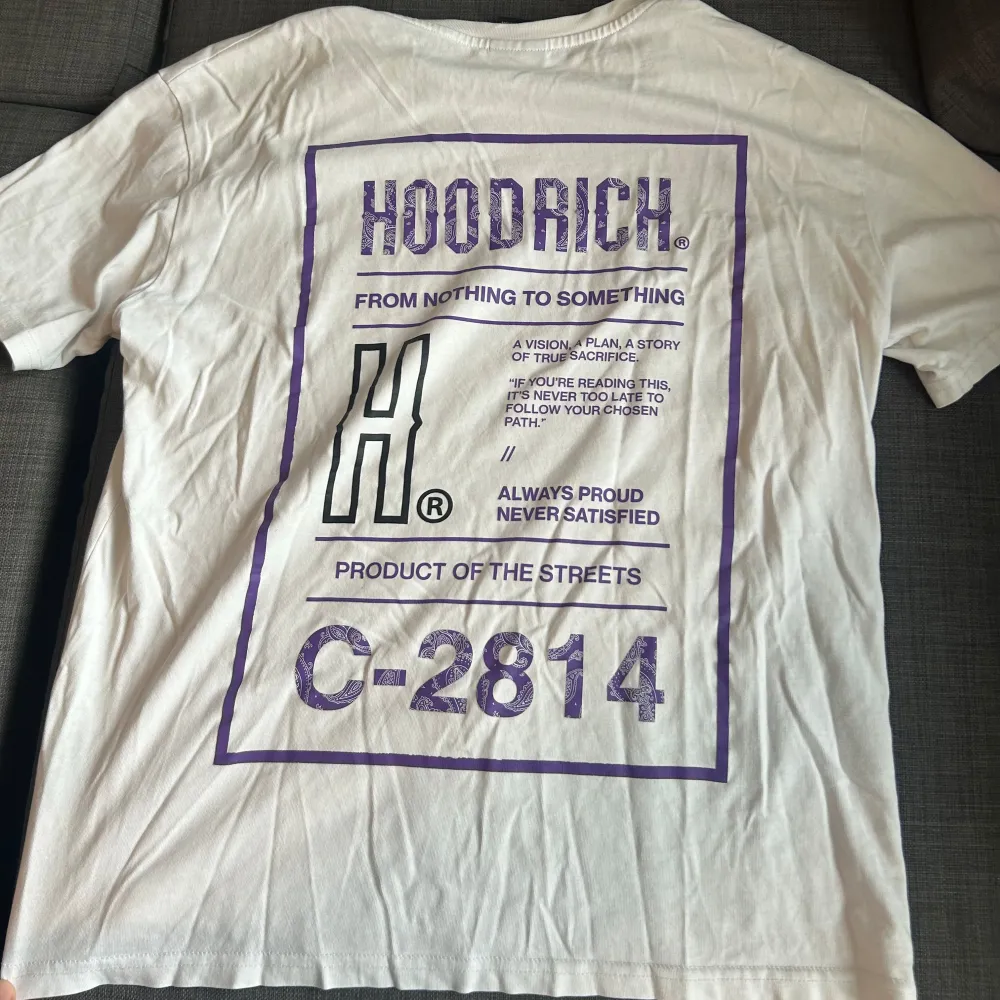 HOODRICH®
FROM NOTHING TO SOMETHING
A VISION, A PLAN, A STORY
OF TRUE SACRIFICE.
"IF YOU'RE READING THIS,
IT'S NEVER TOO LATE TO
FOLLOW YOUR CHOSEN
PATH."
//
H®
ALWAYS PROUD
NEVER SATISFIED
PRODUCT OF THE STREETS
C-2814